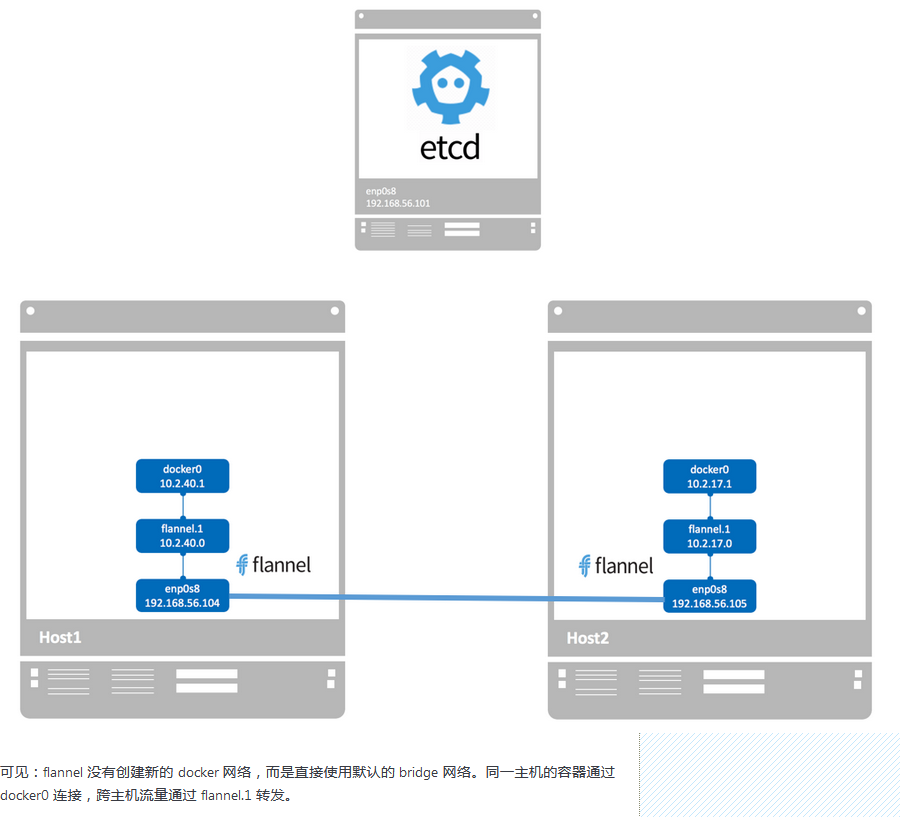 etcd
enp0s8
192.168.56.101
docker0
10.2.40.1
flannel.1
10.2.40.0
flannel
enp0s8
192.168.56.104
Host1
docker0
10.2.17.1
flannel.1
10.2.17.0
flannel
enp0s8
192.168.56.105
Host2
可见：flannel 没有创建新的 docker 网络，而是直接使用默认的 bridge 网络。同一主机的容器通过
docker0 连接，跨主机流量通过 flannel.1 转发。